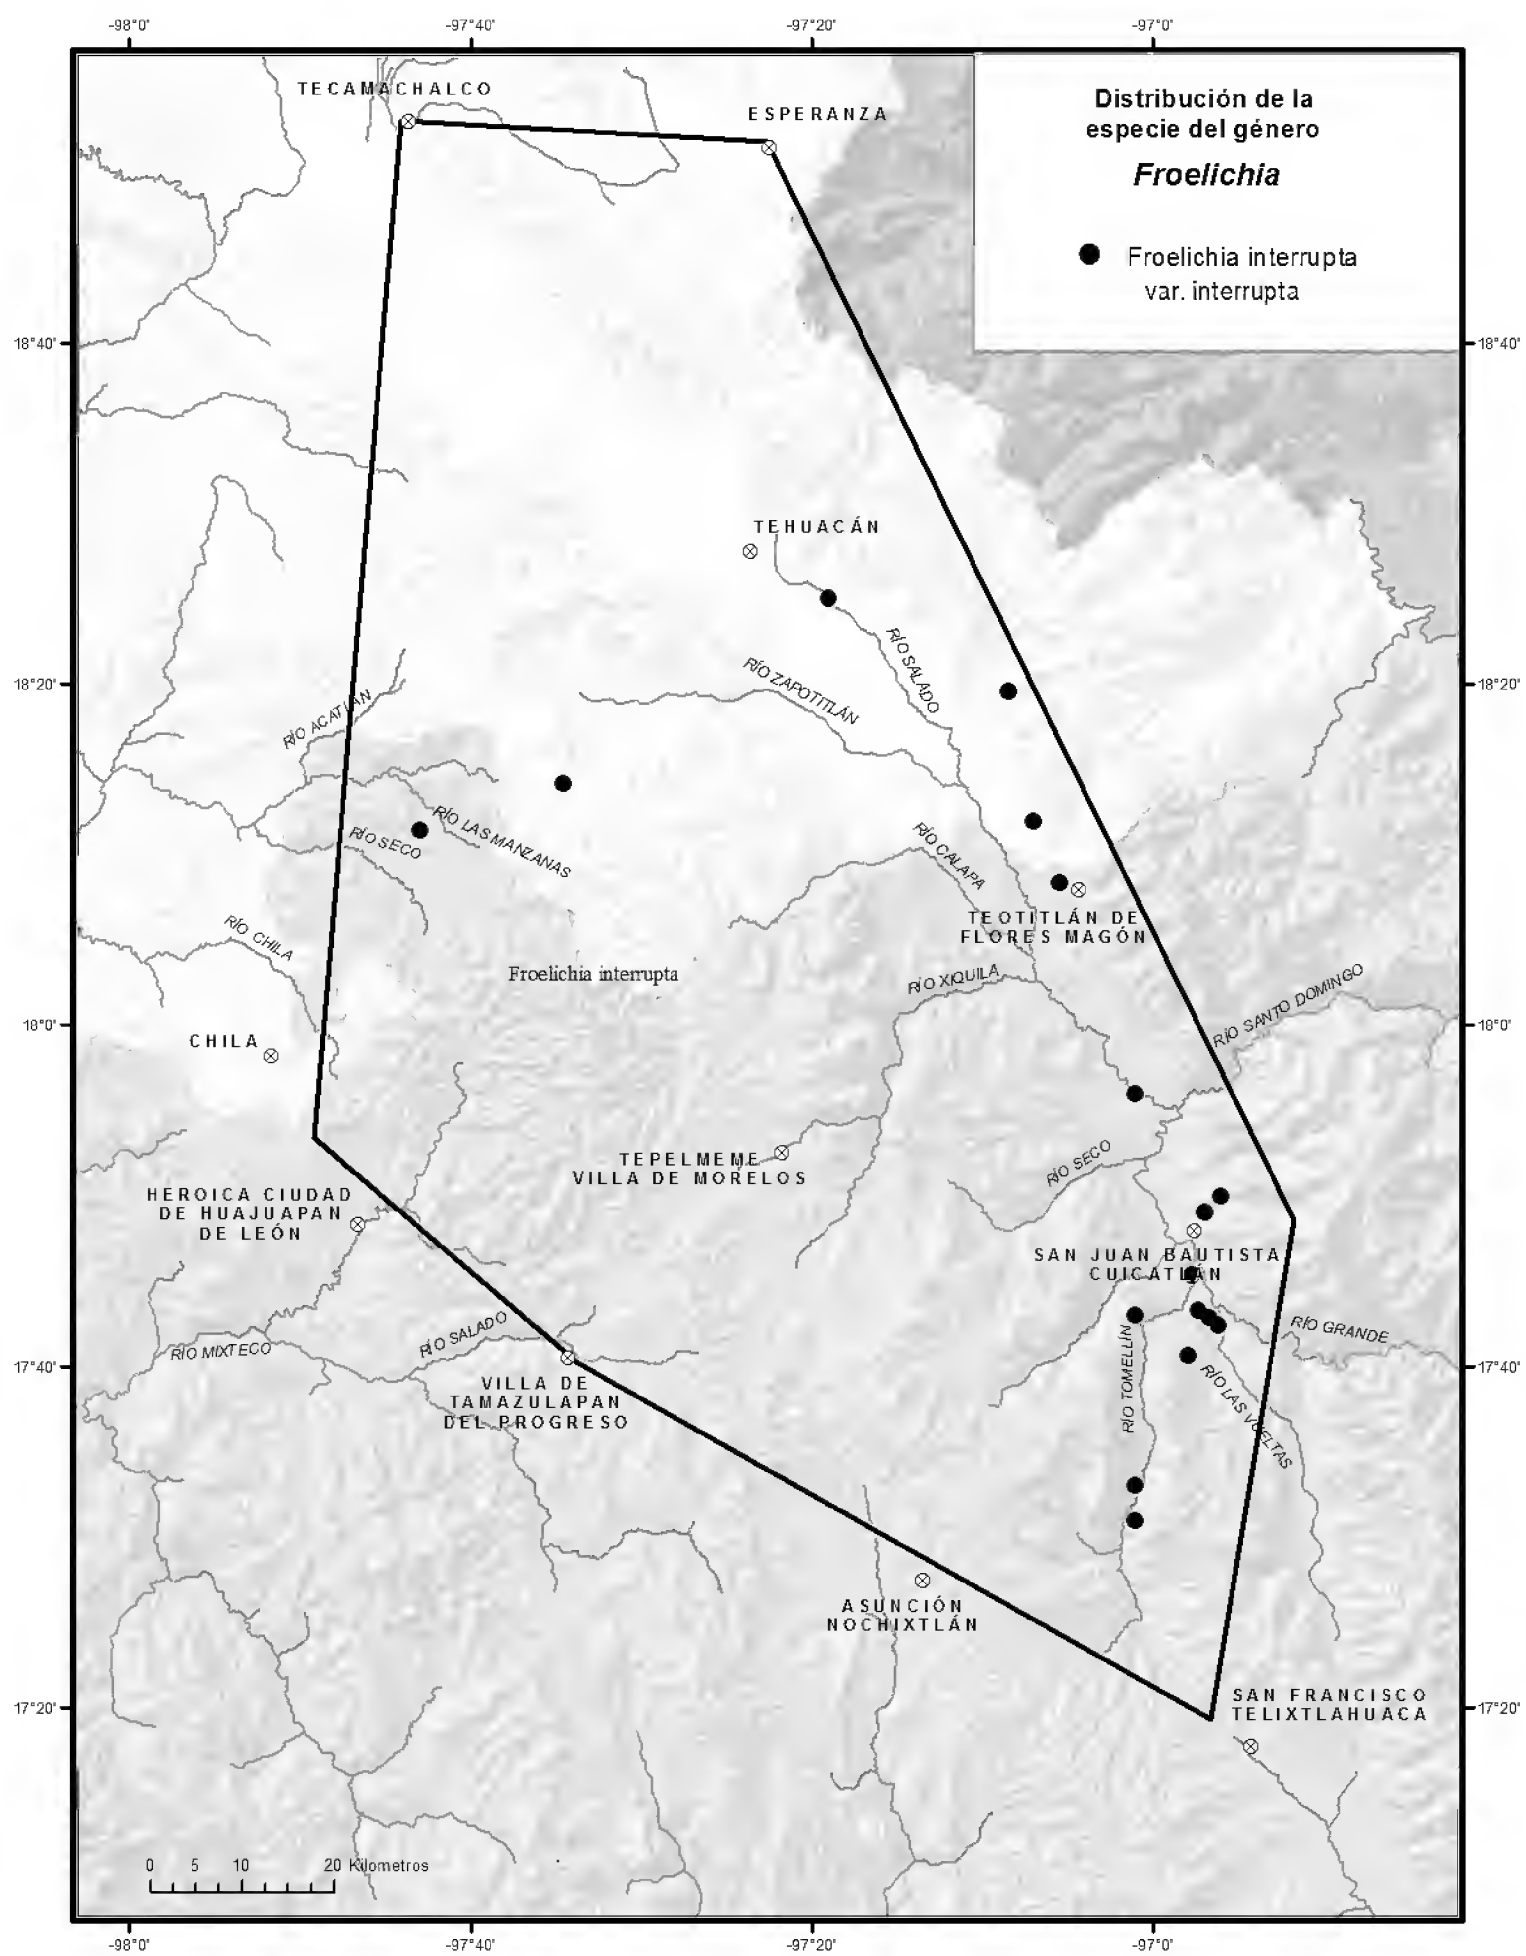 -98°0'
-97°40'
-97°20'
-97°0'
TECAMACHALCO
ESPERANZA
Distribución de la
especie del género
Froelichia
Froelichia interrupta
var. interrupta
18°40'
18°40'
TEHUACÁN
RÍO SALADO
RÍO ZAPOTITLÁN
18°20'
18°20'
RÍO ACATLÁN
RÍO LAS MANZANAS
RÍO SECO
RÍO CALAPA
TEOTITLÁN DE
FLORES MAGÓN
RÍO CHILA
Froelichia interrupta
RÍO XIQUILA
RÍO SANTO DOMINGO
18°0'
18°0'
CHILA
TEPELMEME
VILLA DE MORELOS
RÍO SECO
HEROICA CIUDAD
DE HUAJUAPAN
DE LEÓN
SAN JUAN BAUTISTA
CUICATLÁN
RÍO GRANDE
RÍO SALADO
RÍO MIXTECO
17°40'
17°40'
RÍO TOMELLÍN
RÍO LAS VUELTAS
VILLA DE
TAMAZULAPAN
DEL PROGRESO
ASUNCIÓN
NOCHIXTLÁN
SAN FRANCISCO
TELIXTLAHUACA
17°20'
17°20'
0 5 10 20 Kilometros
-98°0'
-97°40'
-97°20'
-97°0'